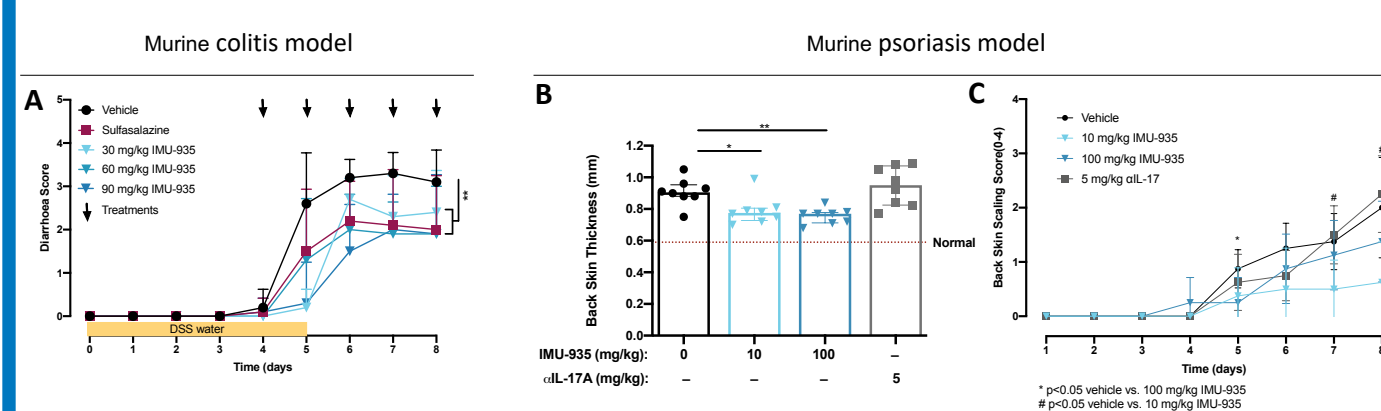 Murine colitis model
Murine psoriasis model
A
5
4
3
2
1
0
Diarrhoea Score
Vehicle
Sulfasalazine
30 mg/kg IMU-935
60 mg/kg IMU-935
90 mg/kg IMU-935
Treatments
**
DSS water
0 1 2 3 4 5 6 7 8
Time (days
B
Back Skin Thickness (mm)
1.2
1.0
0.8
0.6
0.4
0.2
0.0
**
*
Normal
IMU-935 (mg/kg): 0 10 100 –
αIL-17A (mg/kg): – – – 5
C
Back Skin Scaling Score(0-4)
4
3
2
1
0
Vehicle
10 mg/kg IMU-935
100 mg/kg IMU-935
5 mg/kg αIL-17
*
#
1 2 3 4 5 6 7 8
Time (days)
* p<0.05 vehicle vs. 100 mg/kg IMU-935
# p<0.05 vehicle vs. 10 mg/kg IMU-935